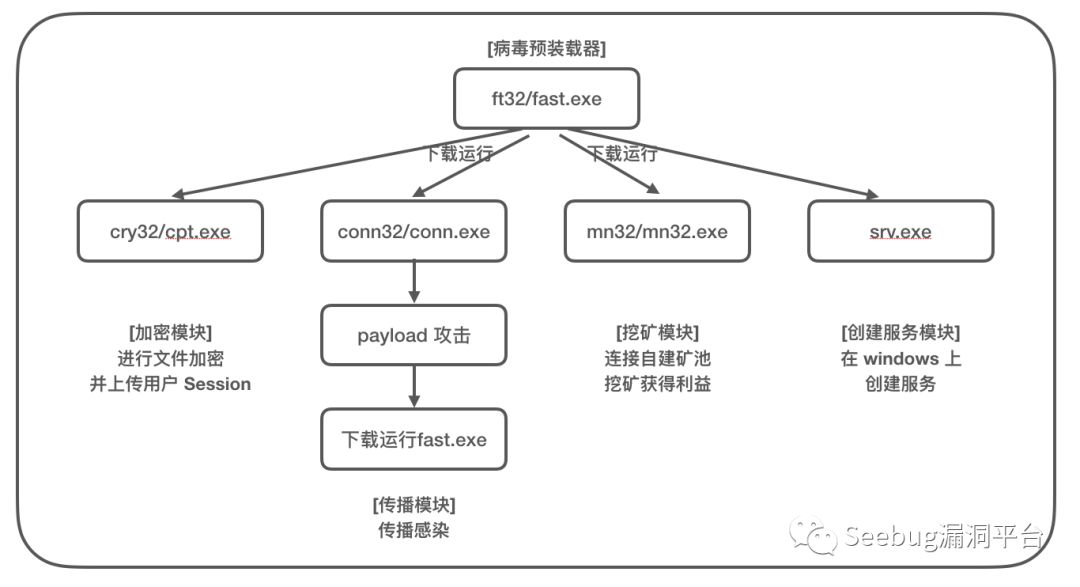 [病毒预装载器]
ft32/fast.exe
下载运行
下载运行
cry32/cpt.exe
conn32/conn.exe
mn32/mn32.exe
srv.exe
payload 攻击
[加密模块]
进行文件加密
并上传用户 Session
[挖矿模块]
连接自建矿池
挖矿获得利益
[创建服务模块]
在 windows 上
创建服务
下载运行fast.exe
[传播模块]
传播感染
Seebug漏洞平台